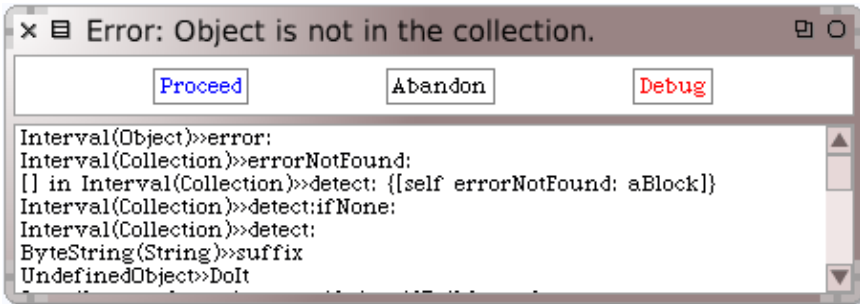 Error: Object is not in the collection.
Proceed Abandon Debug
Interval(Object)>>error:
Interval(Collection)>>errorNotFound:
[] in Interval(Collection)>>detect: {[self errorNotFound: aBlock]}
Interval(Collection)>>detect:ifNone:
Interval(Collection)>>detect:
ByteString(String)>>suffix
UndefinedObject>>DoIt